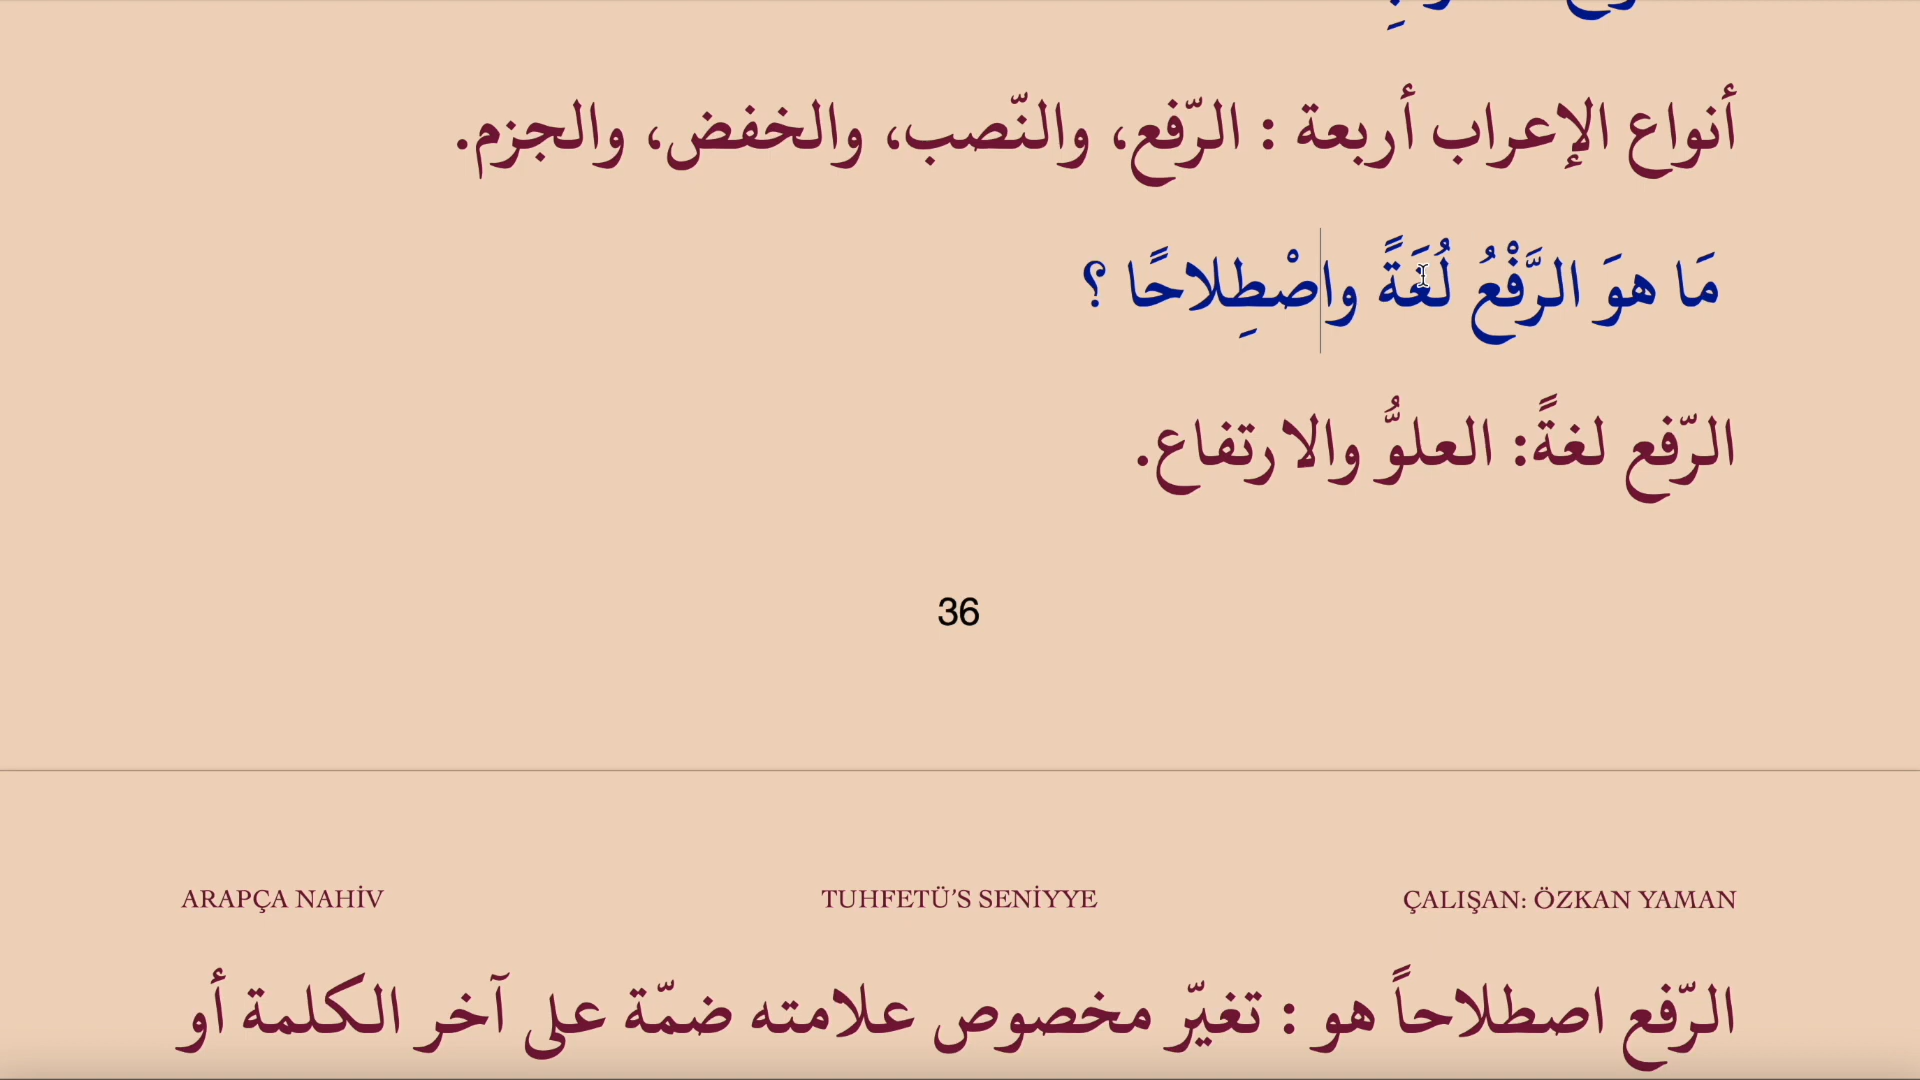 أنواع الإعراب أربعة : الرّفع، والنّصب، والخفض، والجزم.
مَا هوَ الرَّفْعُ لُغَةً واصْطِلاحًا ؟
الرّفع لغةً: العلوُّ والارتفاع.
36
ARAPÇA NAHİV TUHFETÜ’S SENİYYE ÇALIŞAN: ÖZKAN YAMAN
الرّفع اصطلاحاً هو : تغيّر مخصوص علامته ضمّة على آخر الكلمة أو